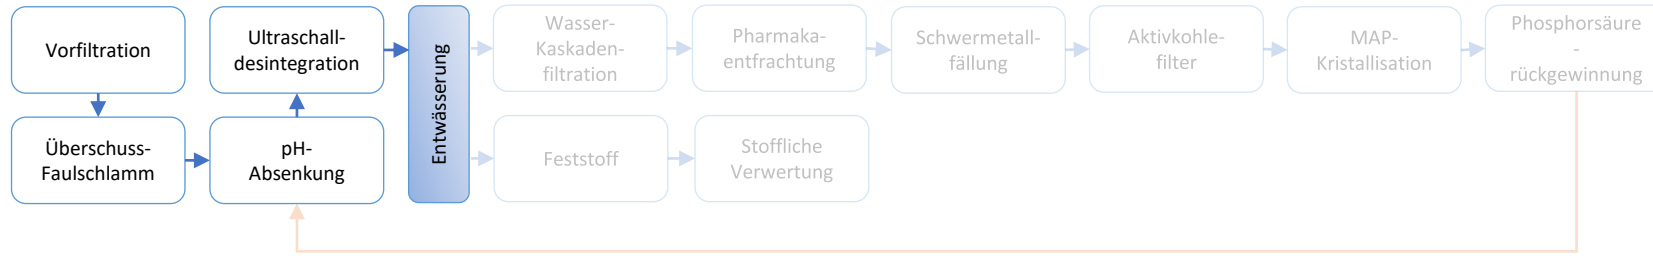 Vorfiltration
Überschuss-
Faulschlamm
pH-
Absenkung
Ultraschall-
desintegration
Entwässerung
Wasser-
Kaskaden-
filtration
Pharmaka-
entfrachtung
Schwermetall-
fällung
Aktivkohle-
filter
MAP-
Kristallisation
Phosphorsäure
-
rückgewinnung
Feststoff
Stoffliche
Verwertung